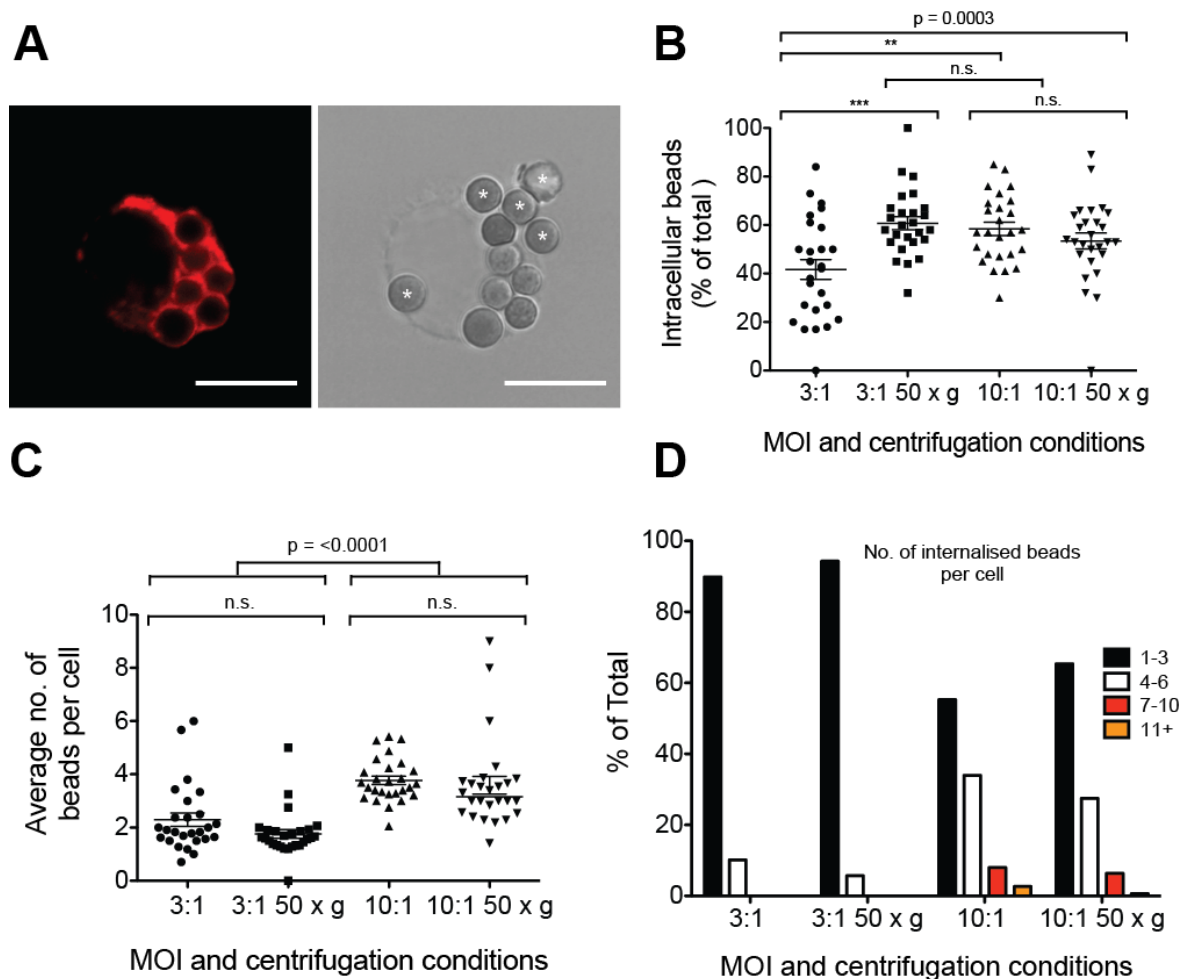 A
* * * * *
B
p = 0.0003
**
n.s.
*** n.s.
Intracellular beads
(% of total )
100
80
60
40
20
0
3:1 3:1 50 x g 10:1 10:1 50 x g
MOI and centrifugation conditions
C
p = <0.0001
n.s. n.s.
Average no. of
beads per cell
10
8
6
4
2
0
3:1 3:1 50 x g 10:1 10:1 50 x g
MOI and centrifugation conditions
D
No. of internalised beads
per cell
1-3
4-6
7-10
11+
% of Total
100
80
60
40
20
0
3:1 3:1 50 x g 10:1 10:1 50 x g
MOI and centrifugation conditions